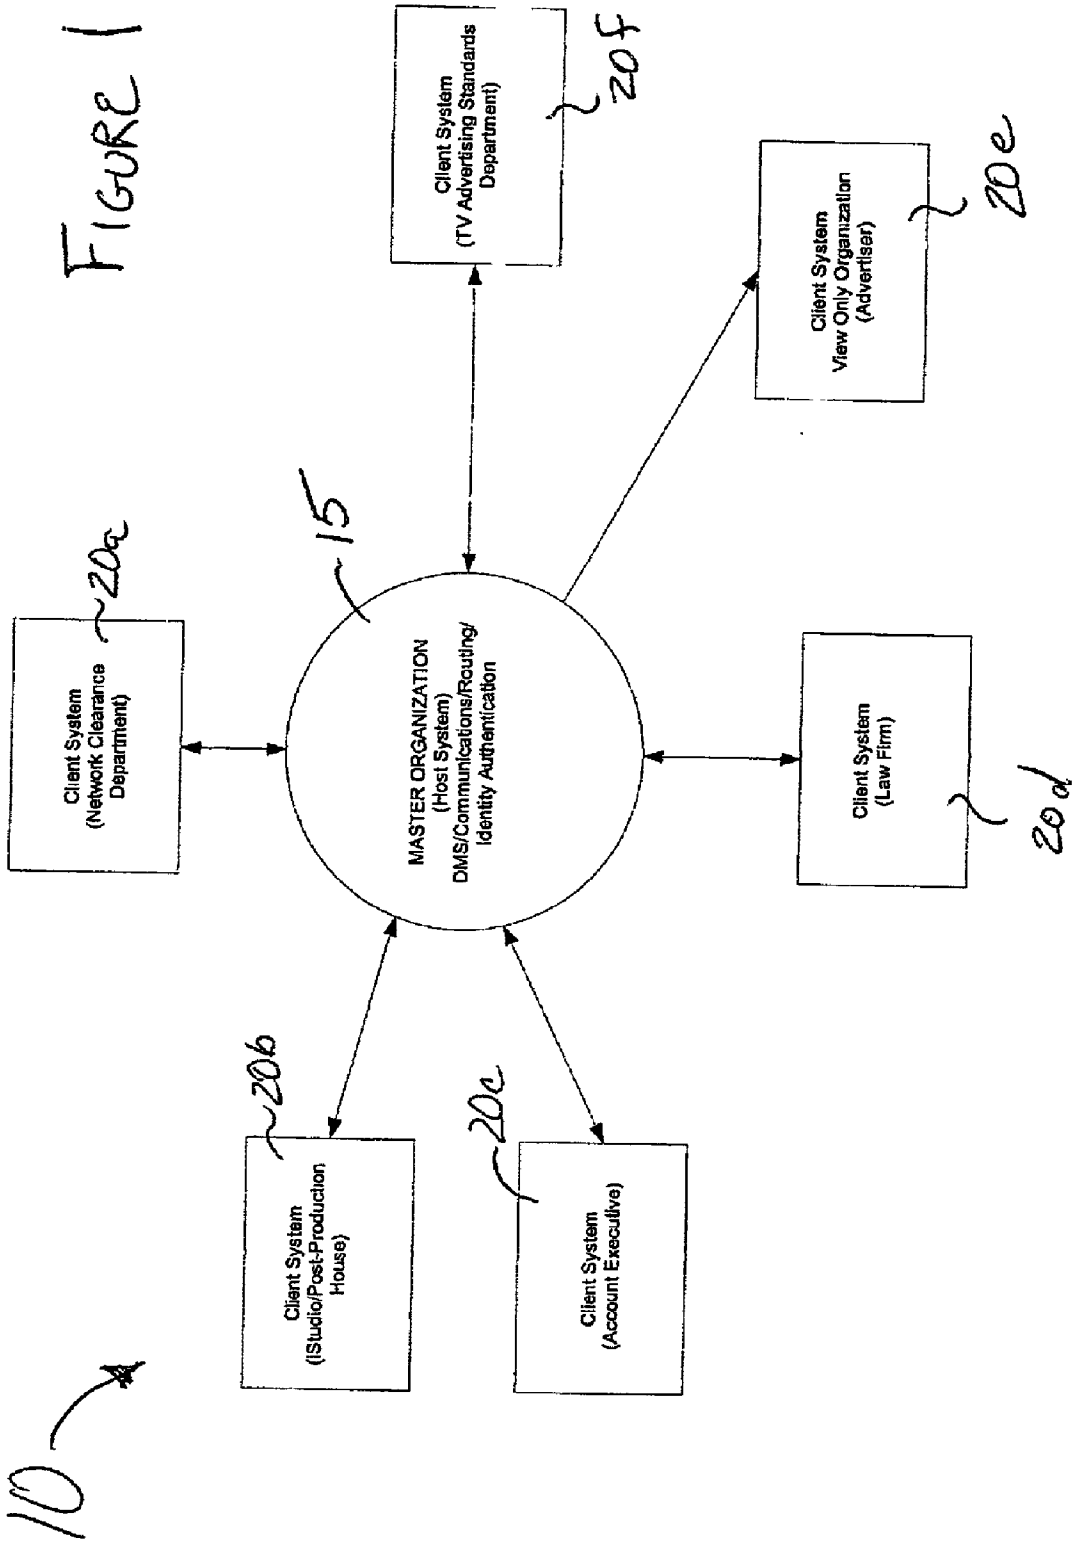 FIGURE 1
10
Client System
(Network Clearance
Department)
20a
Client System
(IStudio/Post-Production
House)
20b
15
MASTER ORGANIZATION
(Host System)
DMS/Communications/Routing/
Identity Authentication
Client System
(TV Advertising Standards
Department)
20f
Client System
(Account Executive)
20c
Client System
(Law Firm)
20d
Client System
View Only Organization
(Advertiser)
20e